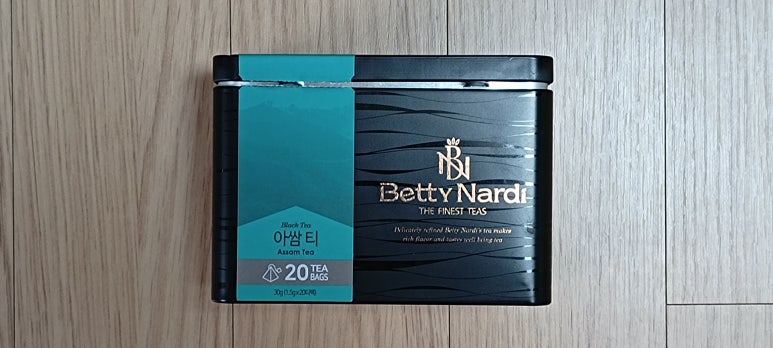 Black Tea
아쌈 티
Assam Tea
20 TEA BAGS
30g (1.5g×20티백)
BN
Betty Nardi
THE FINEST TEAS
Delicately refined Betty Nardi's tea makes
rich flavor and tastes well being tea